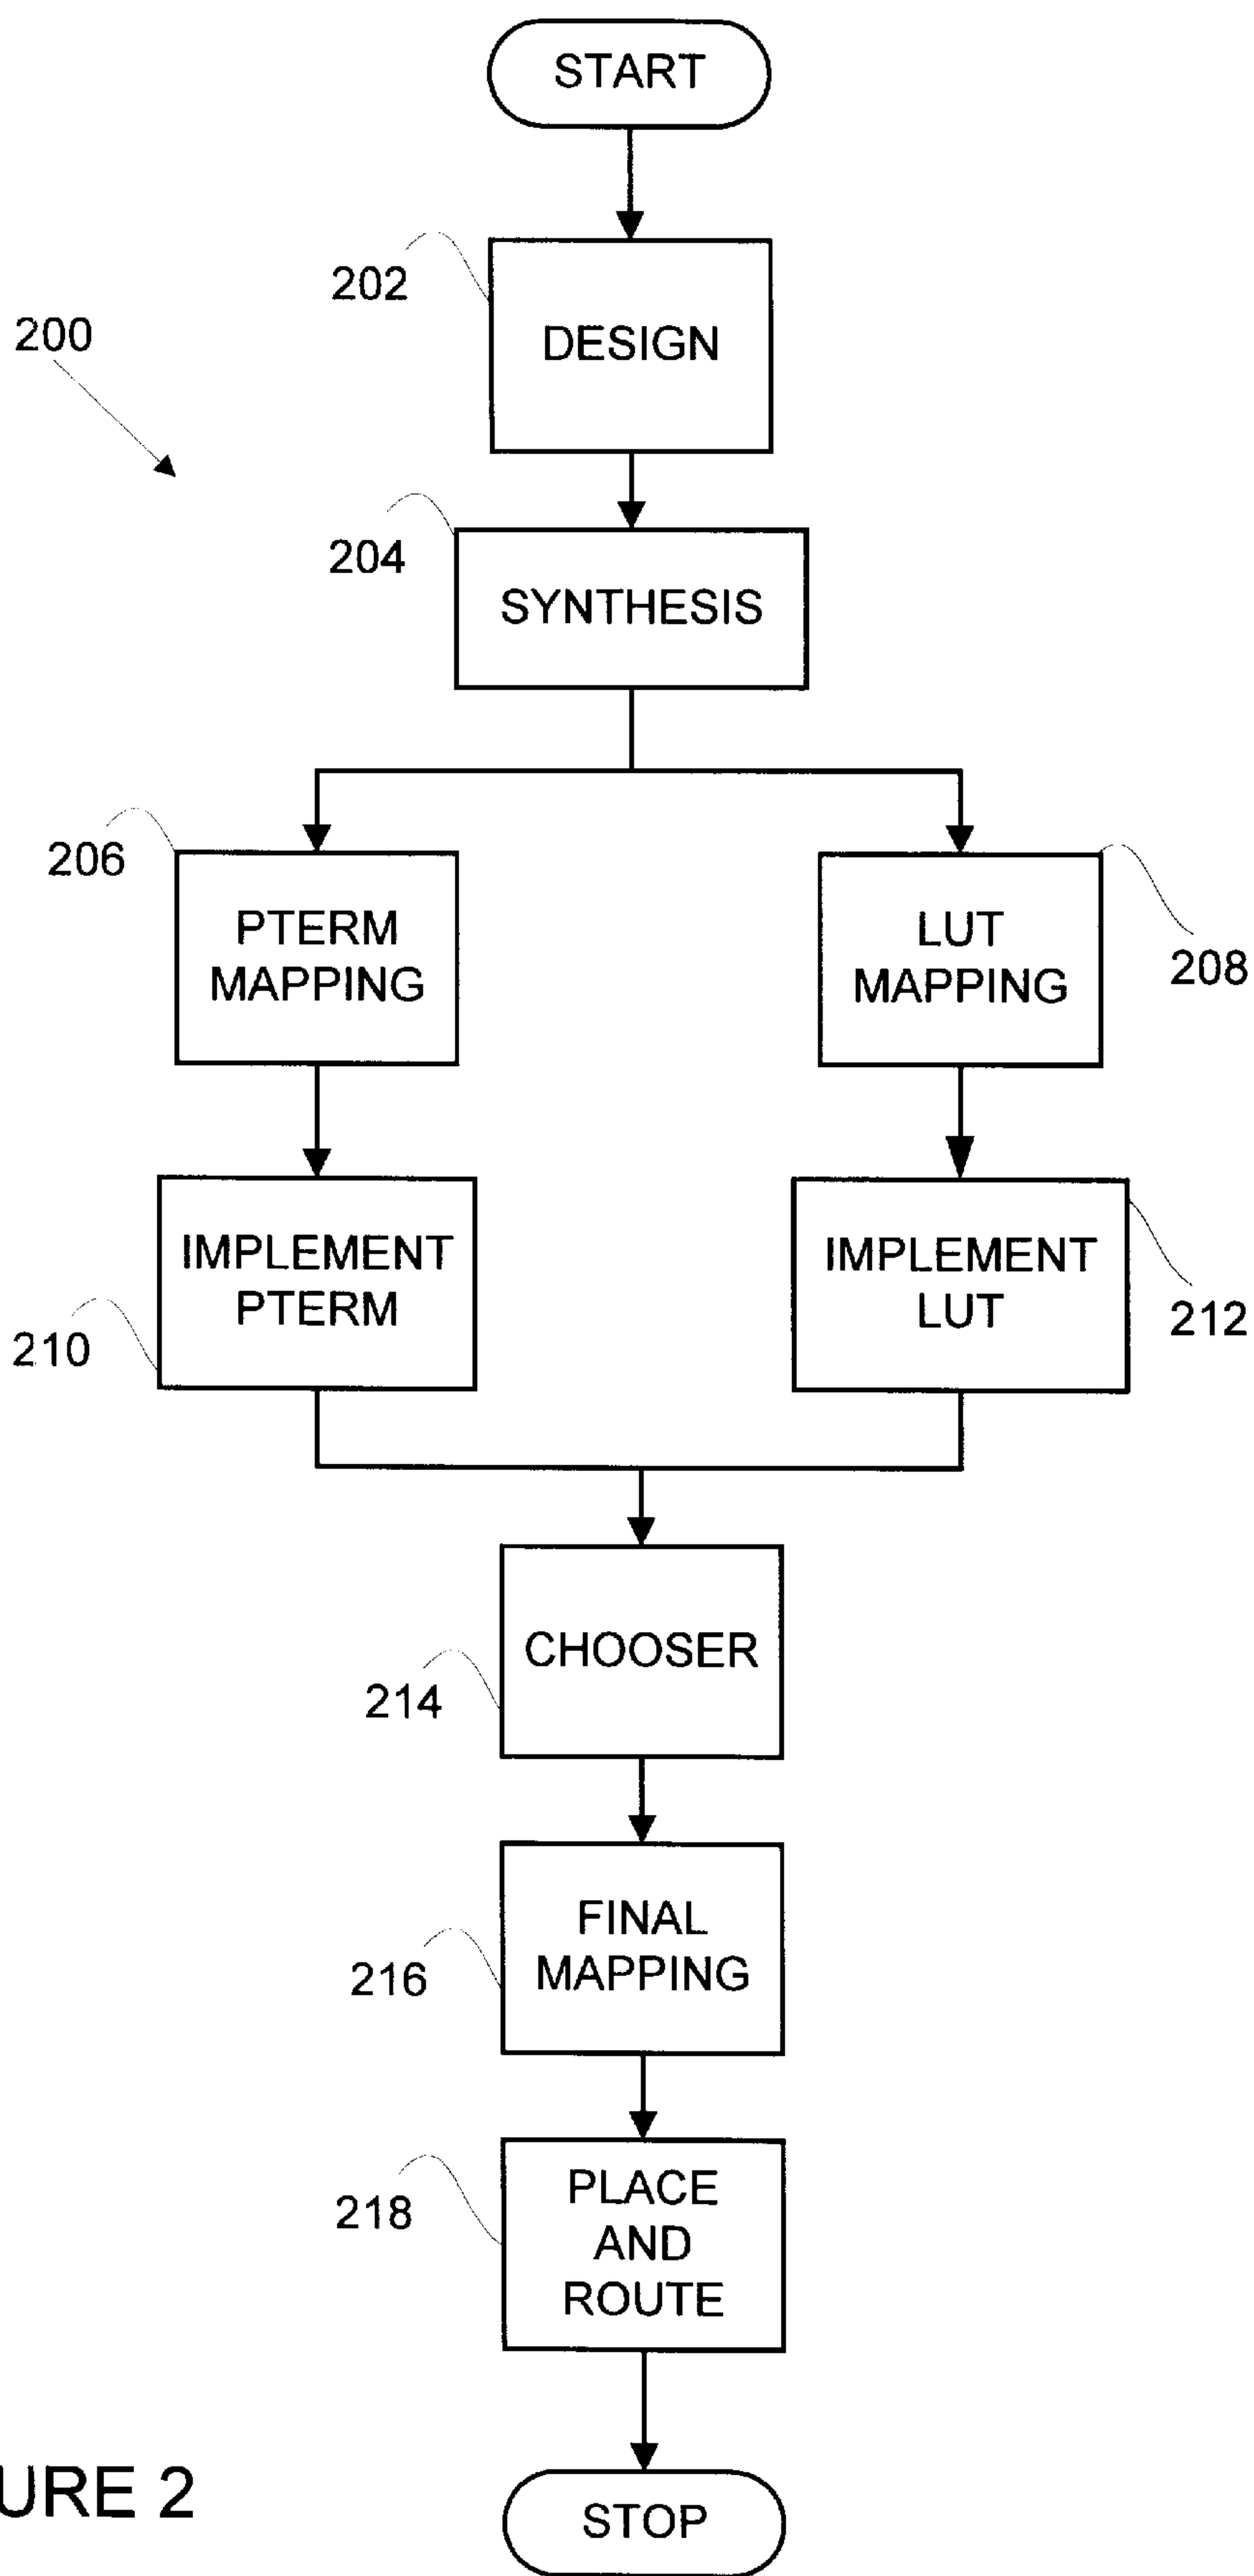 START
202
DESIGN
200
204
SYNTHESIS
206
PTERM
MAPPING
LUT
MAPPING
208
IMPLEMENT
PTERM
210
IMPLEMENT
LUT
212
CHOOSER
214
FINAL
MAPPING
216
PLACE
AND
ROUTE
218
URE 2
STOP